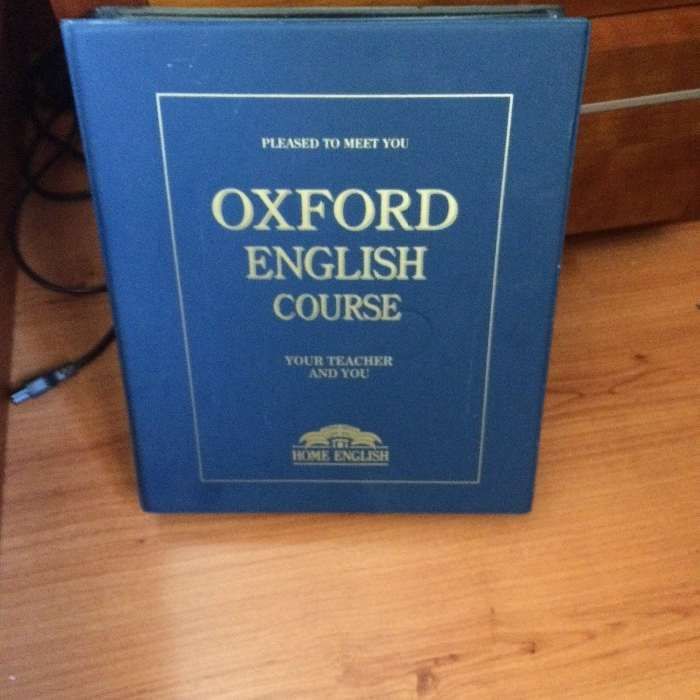 PLEASED TO MEET YOU
OXFORD
ENGLISH
COURSE
YOUR TEACHER
AND YOU
HOME ENGLISH